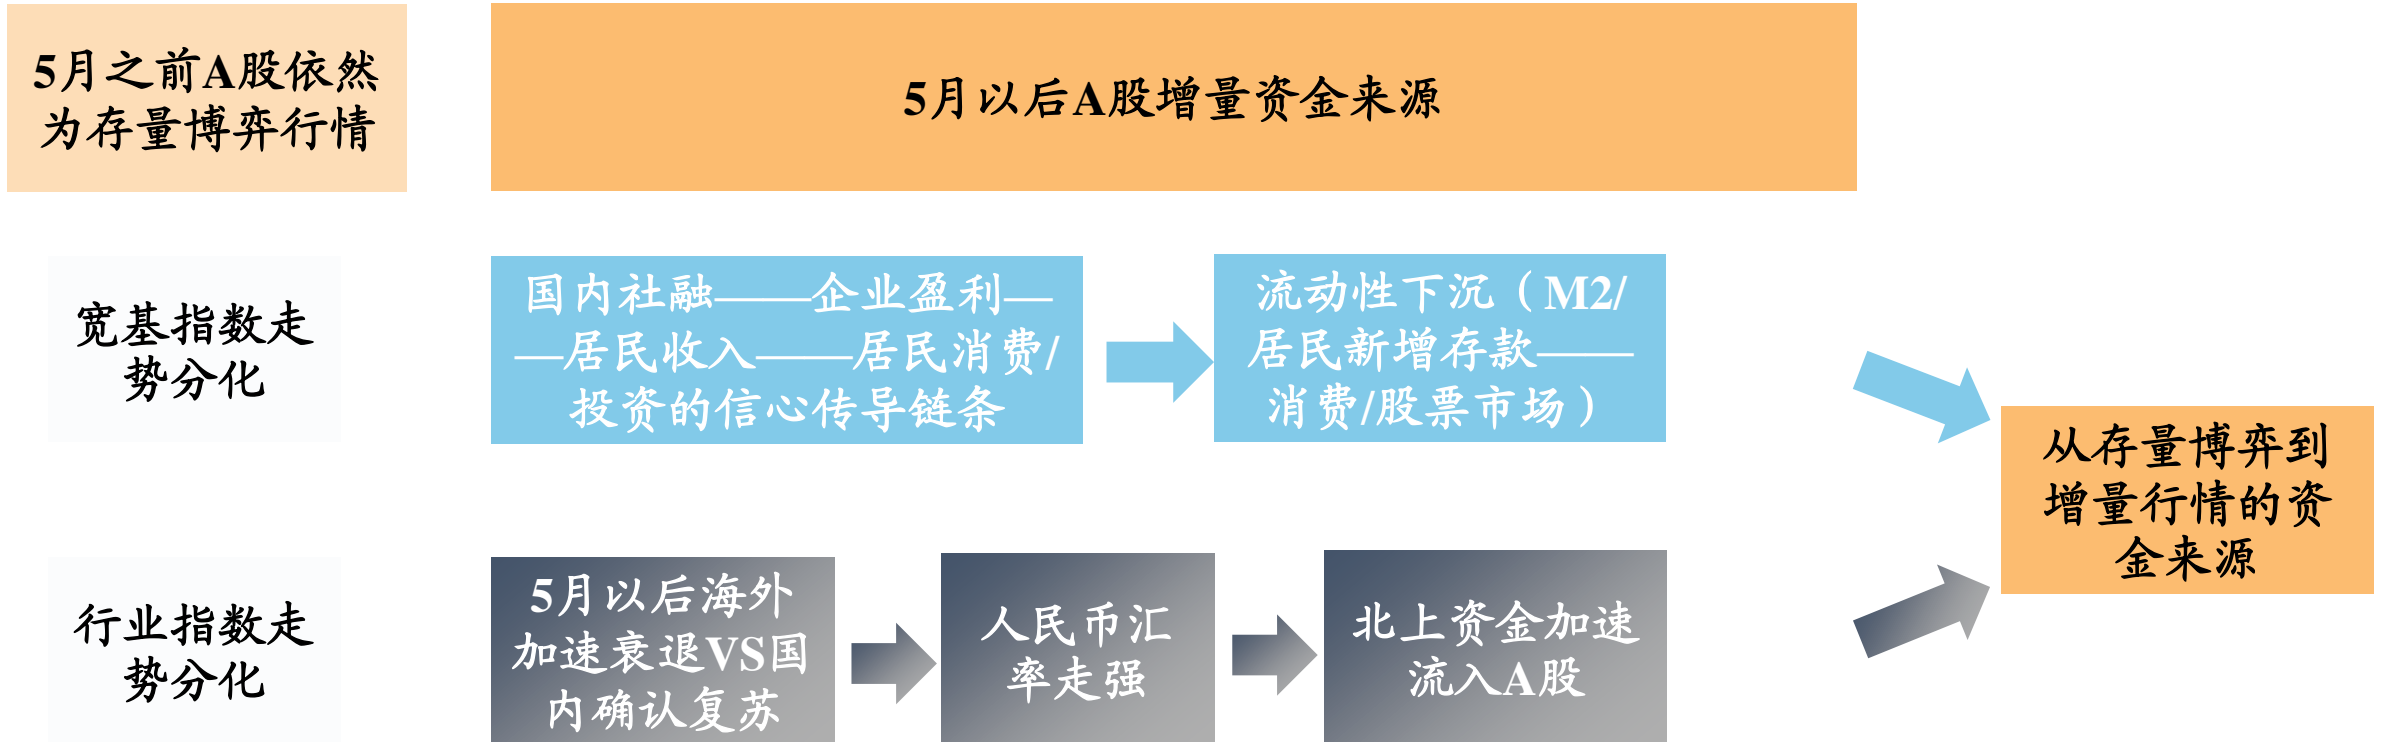 5月之前A股依然
为存量博弈行情
5月以后A股增量资金来源
宽基指数走
势分化
国内社融——企业盈利—
—居民收入——居民消费/
投资的信心传导链条
流动性下沉（M2/
居民新增存款——
消费/股票市场）
从存量博弈到
增量行情的资
金来源
行业指数走
势分化
5月以后海外
加速衰退VS国
内确认复苏
人民币汇
率走强
北上资金加速
流入A股